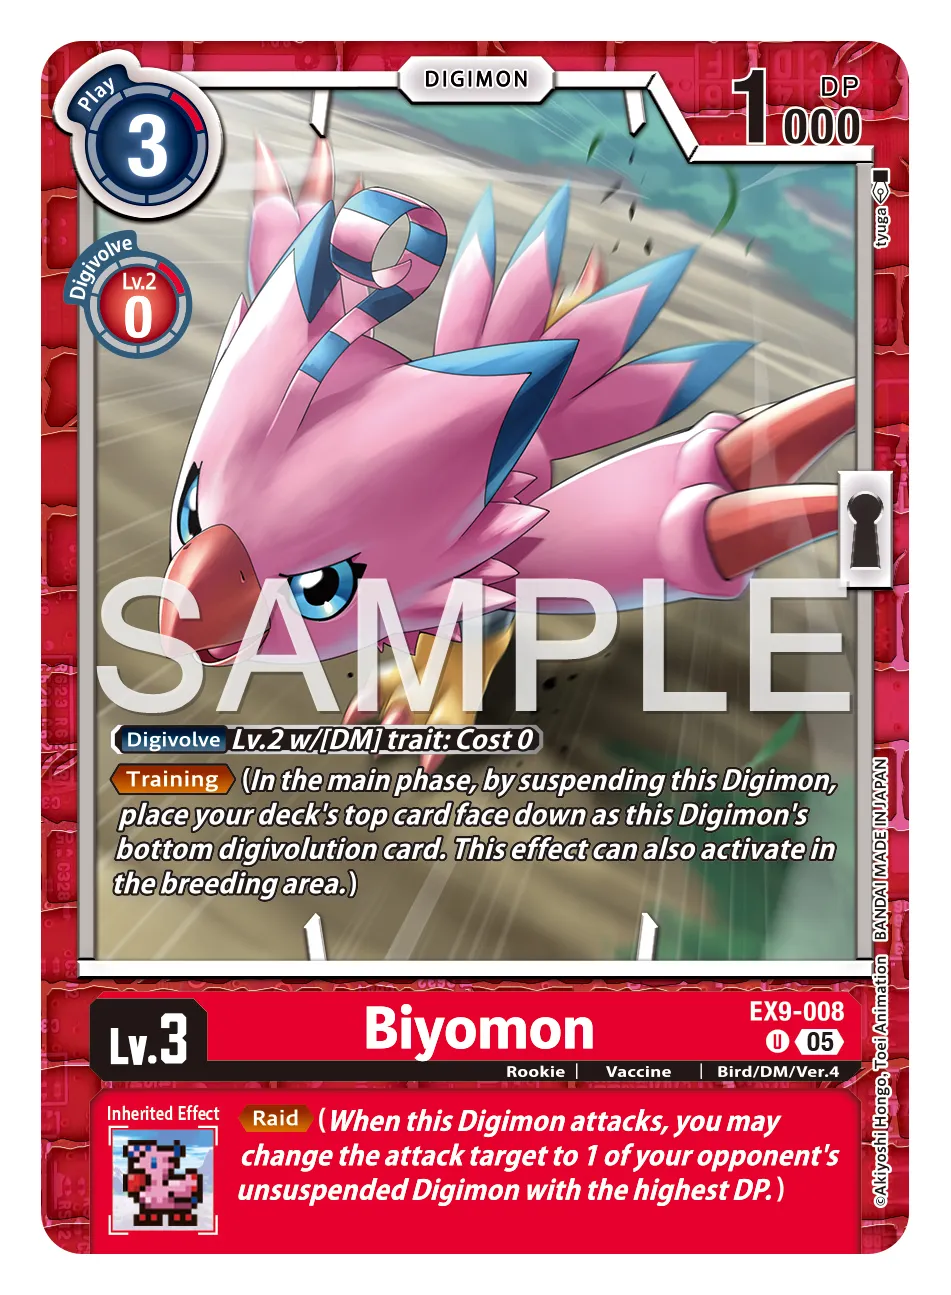 DIGIMON
Play
3
1000
DP
tyuga
Digivolve
Lv.2
0
SAMPLE
Digivolve Lv.2 w/[DM] trait: Cost 0
Training (In the main phase, by suspending this Digimon,
place your deck's top card face down as this Digimon's
bottom digivolution card. This effect can also activate in
the breeding area.)
©Akiyoshi Hongo, Toei Animation BANDAI MADE IN JAPAN
Lv.3
Biyomon
EX9-008
U 05
Rookie | Vaccine | Bird/DM/Ver.4
Inherited Effect
Raid (When this Digimon attacks, you may
change the attack target to 1 of your opponent's
unsuspended Digimon with the highest DP.)